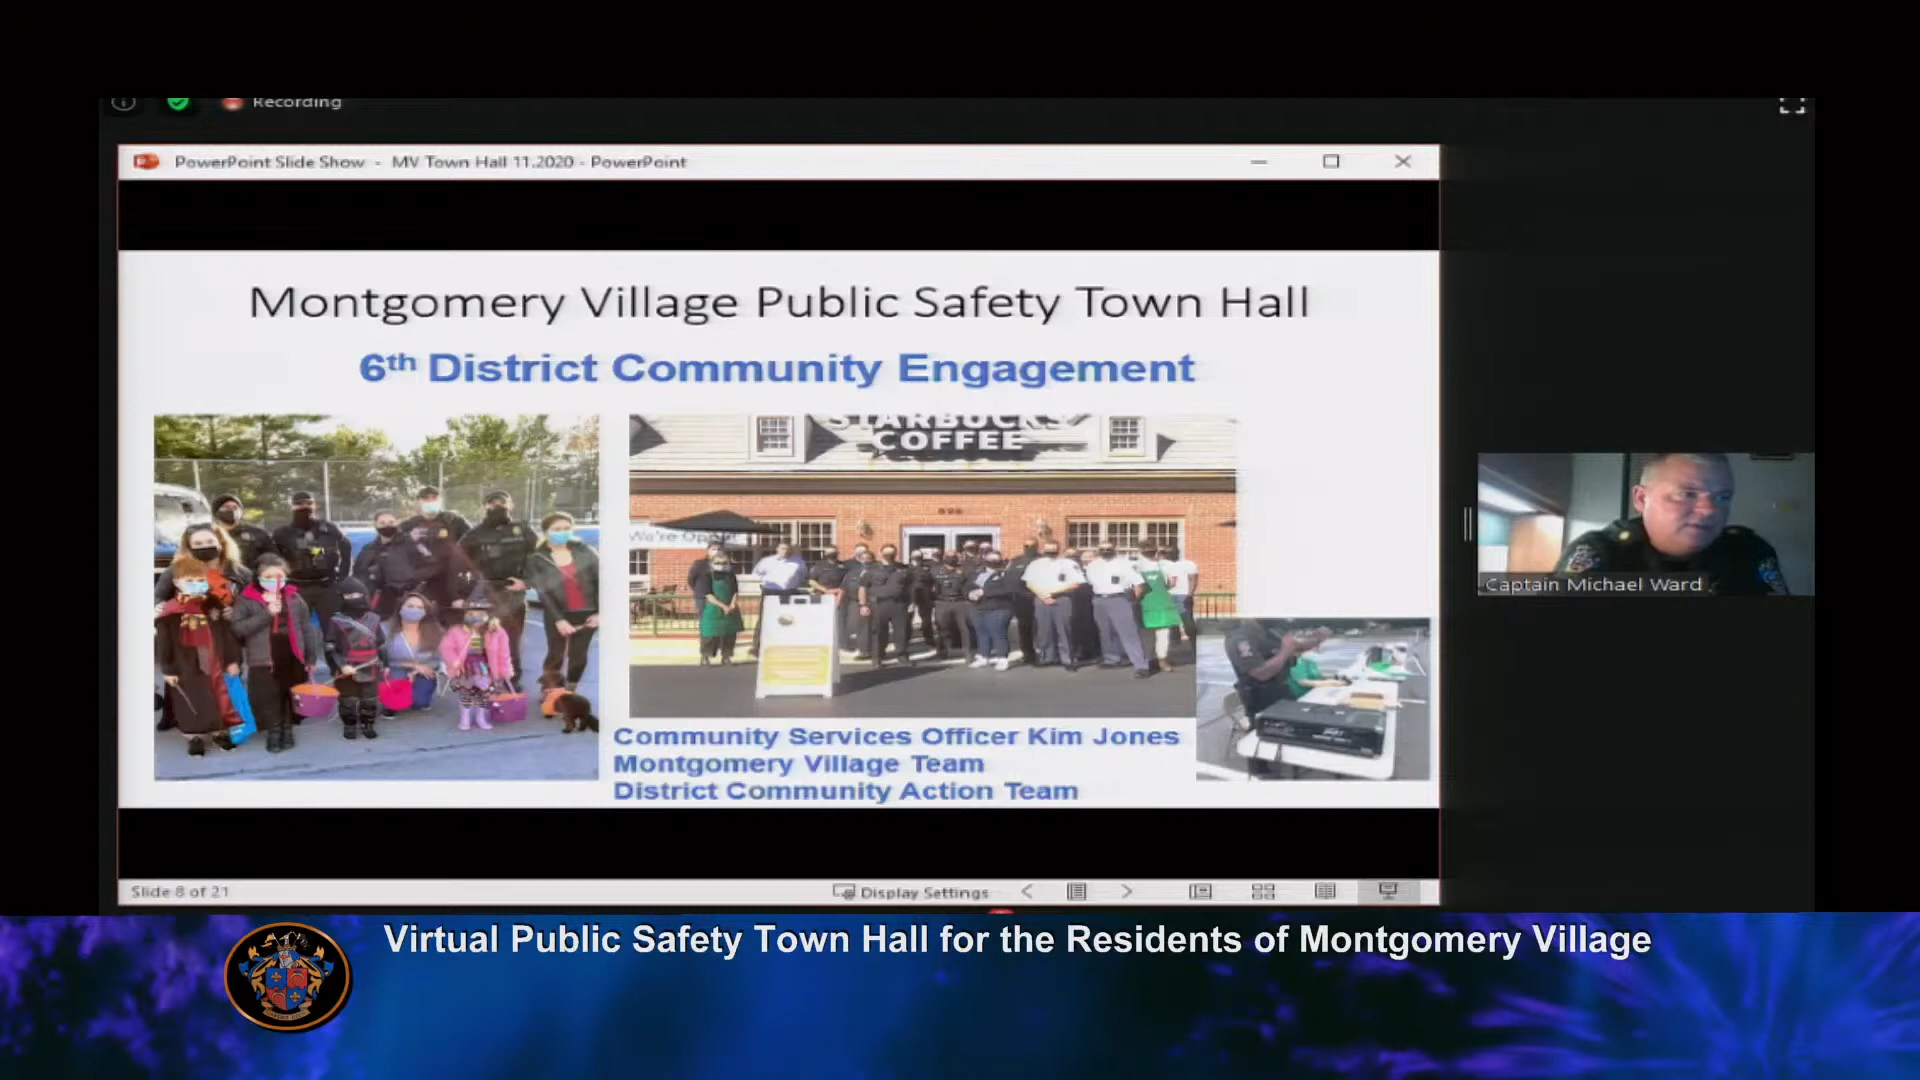 Recording
PowerPoint Slide Show - MV Town Hall 11.2020 - PowerPoint
Montgomery Village Public Safety Town Hall
6th District Community Engagement
STARBUCKS
COFFEE
We're Open
Captain Michael Ward
Community Services Officer Kim Jones
Montgomery Village Team
District Community Action Team
Slide 8 of 21
Display Settings
Virtual Public Safety Town Hall for the Residents of Montgomery Village